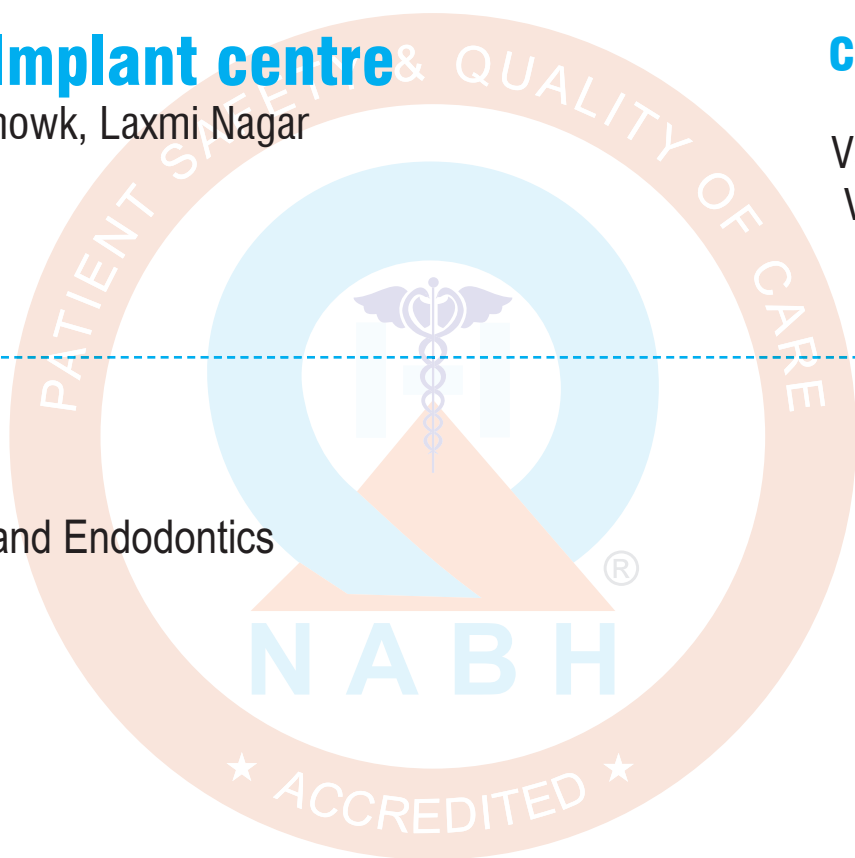 Implant centre
c
howk, Laxmi Nagar
V
V
and Endodontics
PATIENT SAFETY & QUALITY OF CARE
®
NABH
★ ACCREDITED ★